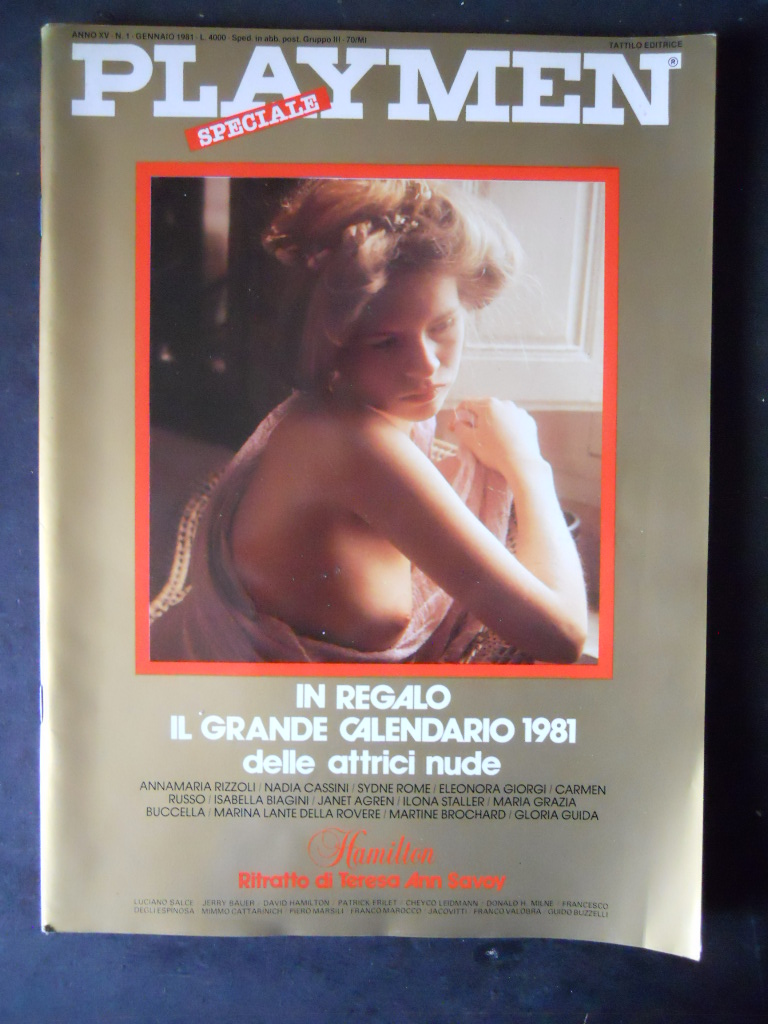 ANNO XV - N. 1 - GENNAIO 1981 - L. 4000 - Sped. in abb. post. Gruppo III - 70/MI
TATTILO EDITRICE
PLAYMEN®
SPECIALE
IN REGALO
IL GRANDE CALENDARIO 1981
delle attrici nude
ANNAMARIA RIZZOLI / NADIA CASSINI / SYDNE ROME / ELEONORA GIORGI / CARMEN
RUSSO / ISABELLA BIAGINI / JANET AGREN / ILONA STALLER / MARIA GRAZIA
BUCCELLA / MARINA LANTE DELLA ROVERE / MARTINE BROCHARD / GLORIA GUIDA
Hamilton
Ritratto di Teresa Ann Savoy
LUCIANO SALCE JERRY BAUER DAVID HAMILTON PATRICK FRILET CHEYCO LEIDMANN DONALD H. MILNE FRANCESCO
DEGLI ESPINOSA MIMMO CATTARINICH PIERO MARSILI FRANCO MAROCCO JACOVITTI FRANCO VALOBRA GUIDO BUZZELLI